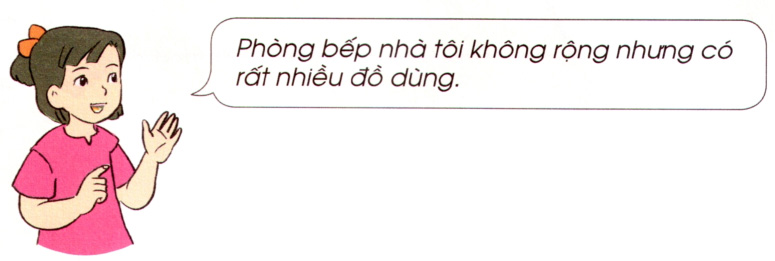 Phòng bếp nhà tôi không rộng nhưng có
rất nhiều đồ dùng.